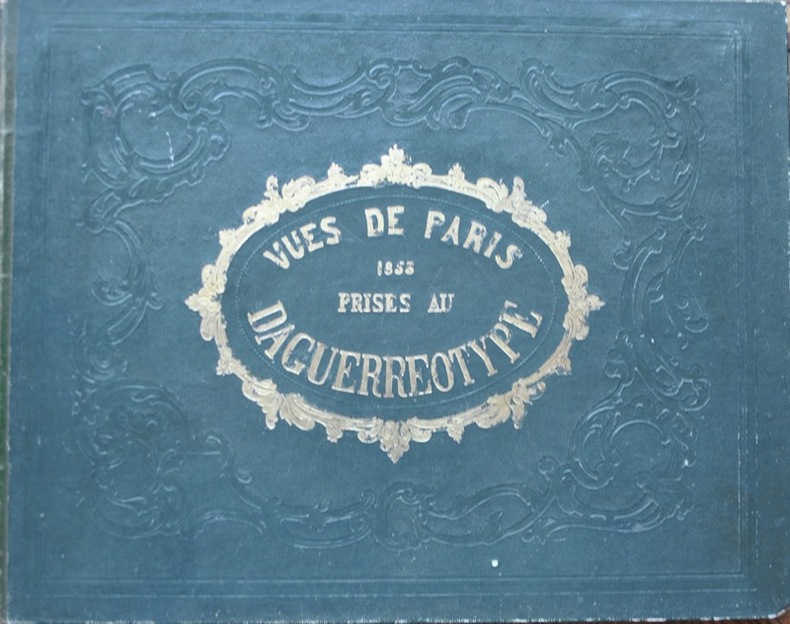 VUES DE PARIS
1853
PRISES AU
DAGUERREOTYPE